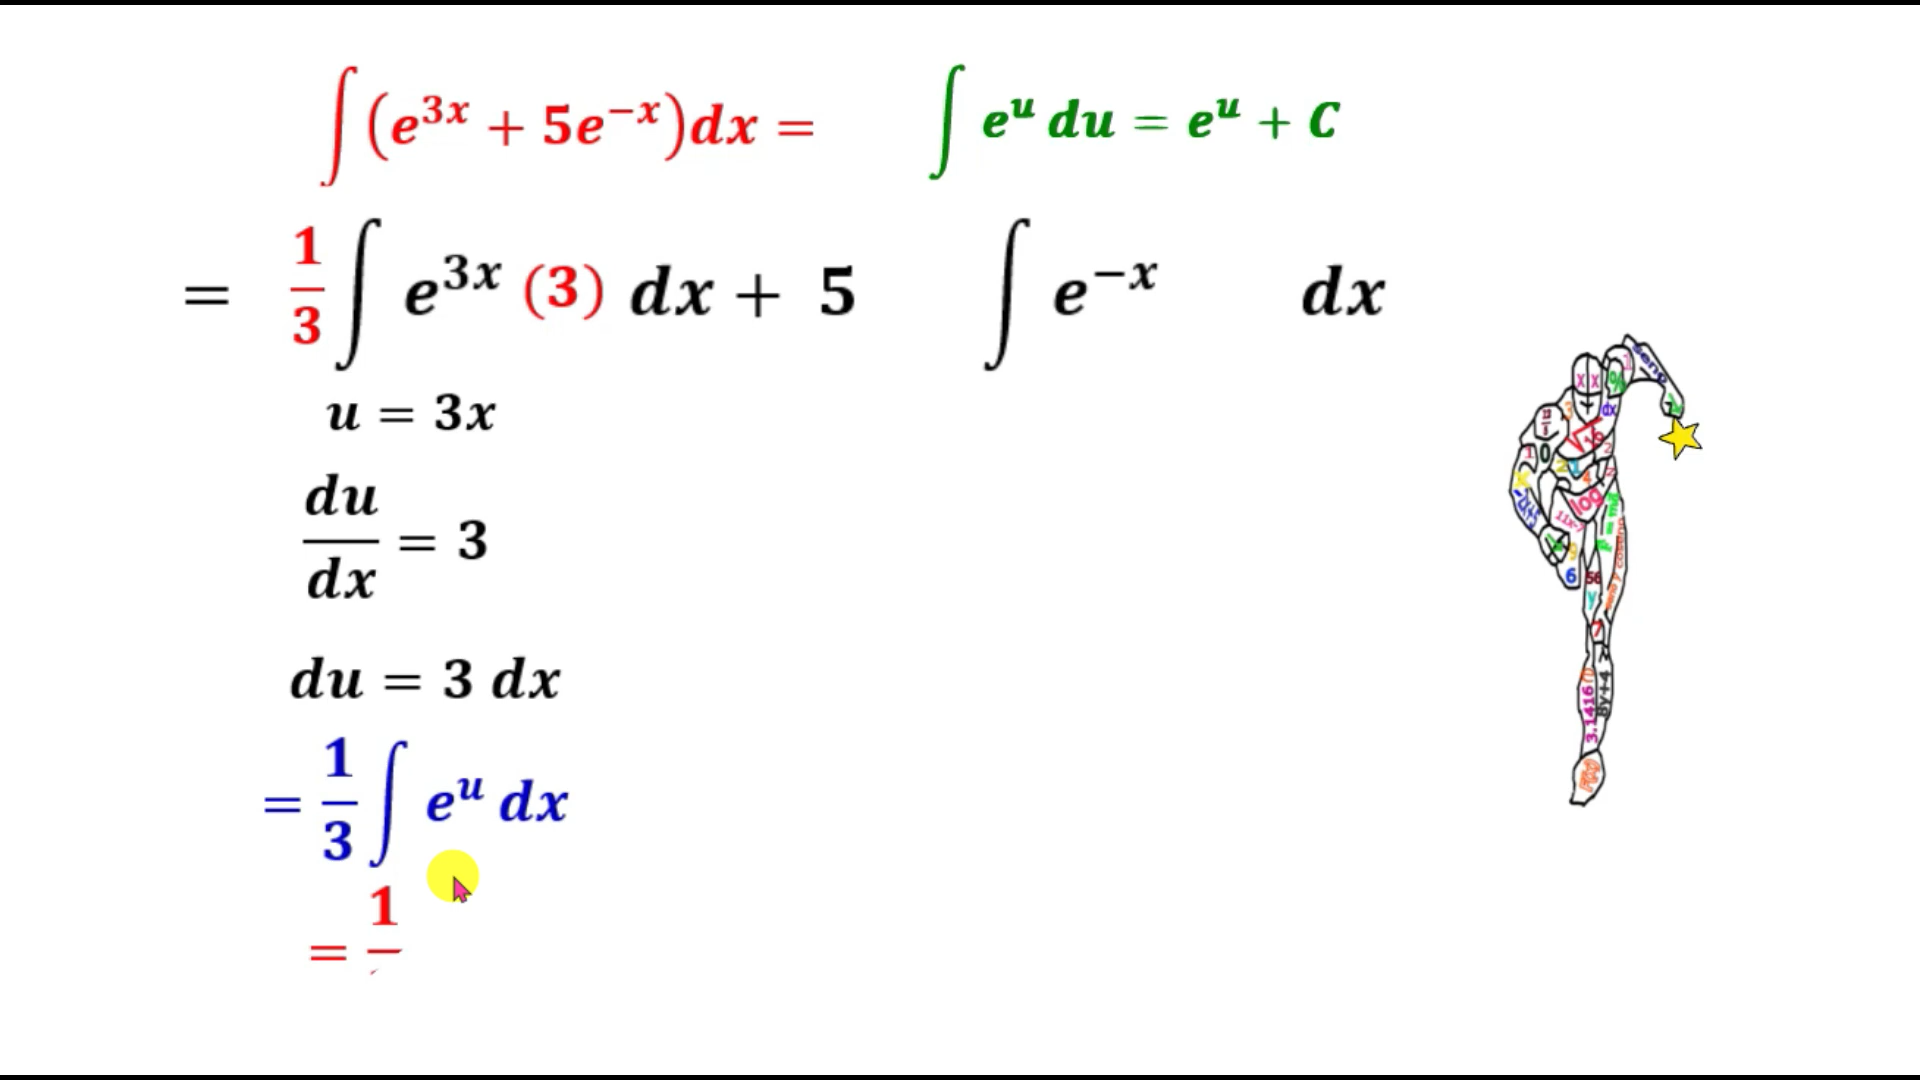 ∫(e^{3x} + 5e^{−x})dx =
∫ e^u du = e^u + C
= 1/3 ∫ e^{3x} (3) dx + 5 ∫ e^{−x} dx
u = 3x
du/dx = 3
du = 3 dx
= 1/3 ∫ e^u dx
= 1